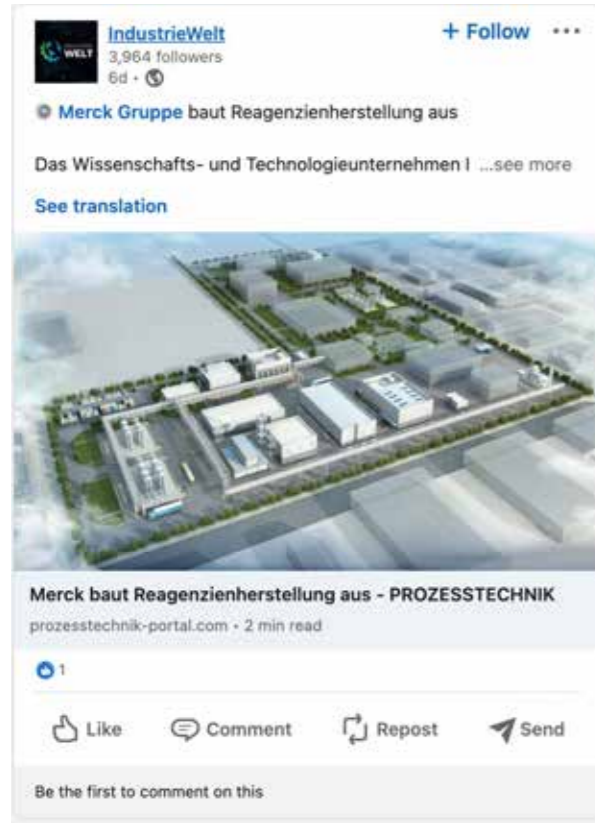 WELT
IndustrieWelt
+ Follow ...
3,964 followers
6d •
Merck Gruppe baut Reagenzienherstellung aus
Das Wissenschafts- und Technologieunternehmen I ...see more
See translation
Merck baut Reagenzienherstellung aus - PROZESSTECHNIK
prozesstechnik-portal.com • 2 min read
1
Like Comment Repost Send
Be the first to comment on this